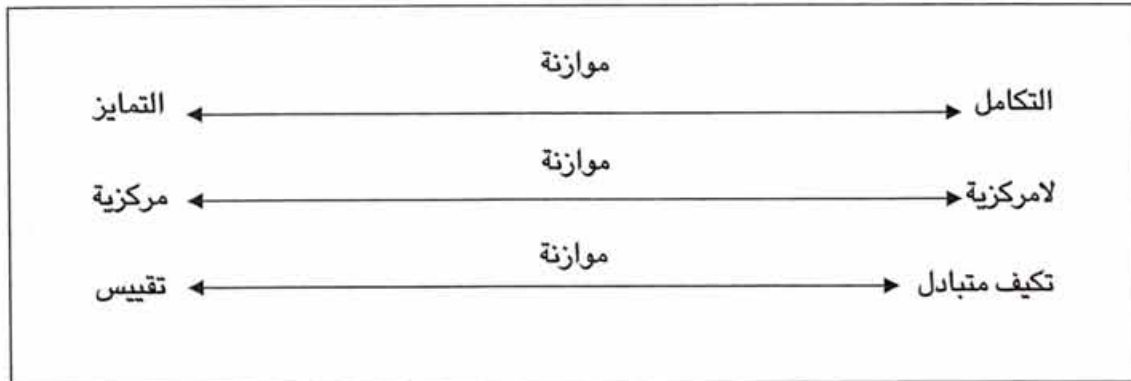 موازنة
التكامل التمايز
موازنة
لامركزية مركزية
موازنة
تكيف متبادل تقييس